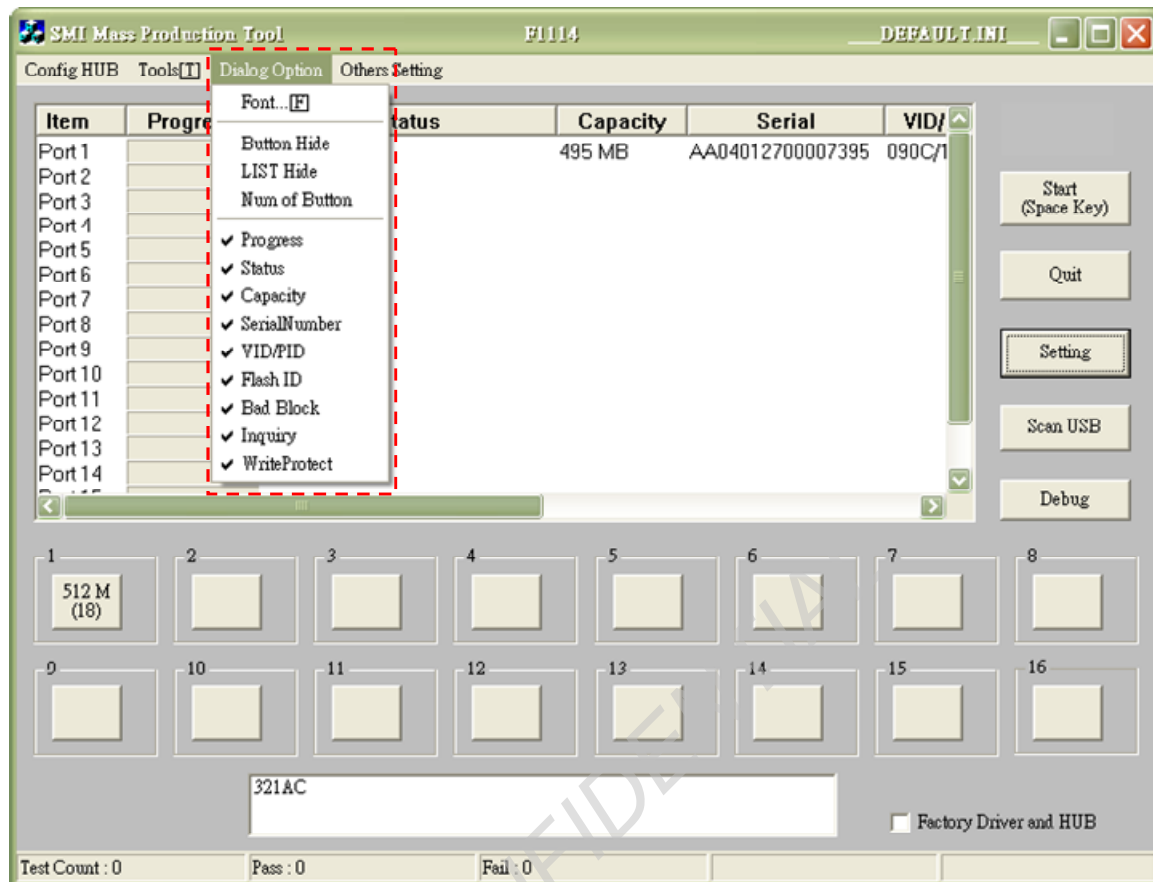 SMI Mass Production Tool F1114 DEFAULT.INI
Config HUB Tools[T] Dialog Option Others Setting
Font...[F]
Button Hide
LIST Hide
Num of Button
Progress
Status
Capacity
SerialNumber
VID/PID
Flash ID
Bad Block
Inquiry
WriteProtect
Item Progre tatus Capacity Serial VID/
Port 1 495 MB AA04012700007395 090C/1
Port 2
Port 3
Port 4
Port 5
Port 6
Port 7
Port 8
Port 9
Port 10
Port 11
Port 12
Port 13
Port 14
Start
(Space Key)
Quit
Setting
Scan USB
Debug
1 2 3 4 5 6 7 8
512 M
(18)
9 10 11 12 13 14 15 16
321AC
Factory Driver and HUB
Test Count : 0 Pass : 0 Fail : 0